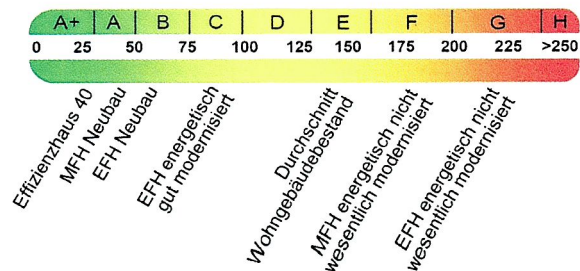 A+ A B C D E F G H
0 25 50 75 100 125 150 175 200 225 >250
Effizienzhaus 40
MFH Neubau
EFH Neubau
EFH energetisch
gut modernisiert
Durchschnitt
Wohngebäudebestand
MFH energetisch nicht
wesentlich modernisiert
EFH energetisch nicht
wesentlich modernisiert